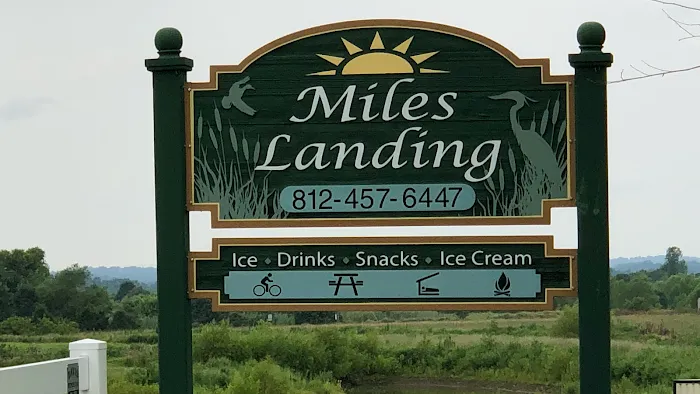 Miles
Landing
812-457-6447
Ice • Drinks • Snacks • Ice Cream